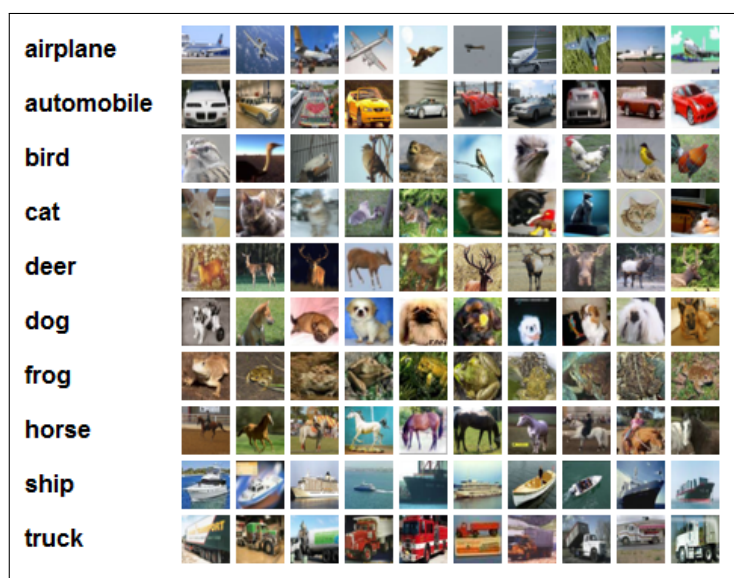 airplane
automobile
bird
cat
deer
dog
frog
horse
ship
truck